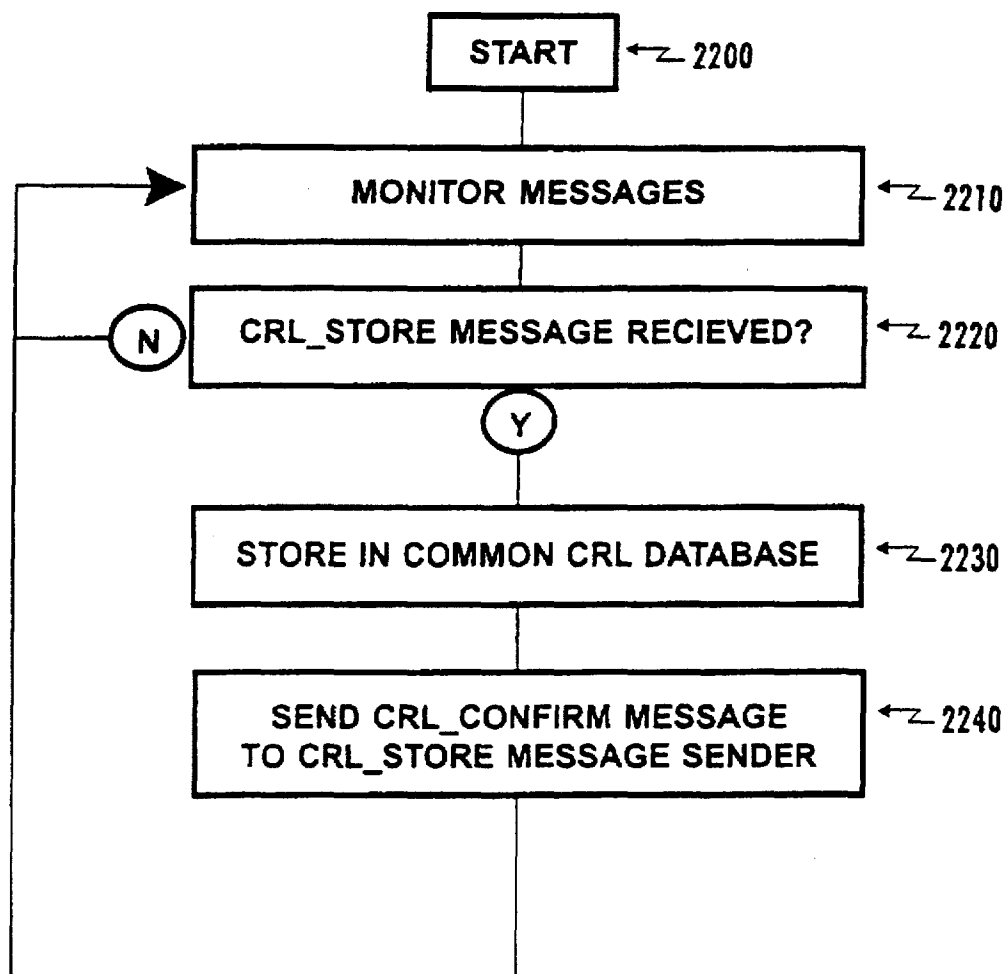 START
2200
MONITOR MESSAGES
2210
CRL_STORE MESSAGE RECIEVED?
2220
N
Y
STORE IN COMMON CRL DATABASE
2230
SEND CRL_CONFIRM MESSAGE
TO CRL_STORE MESSAGE SENDER
2240